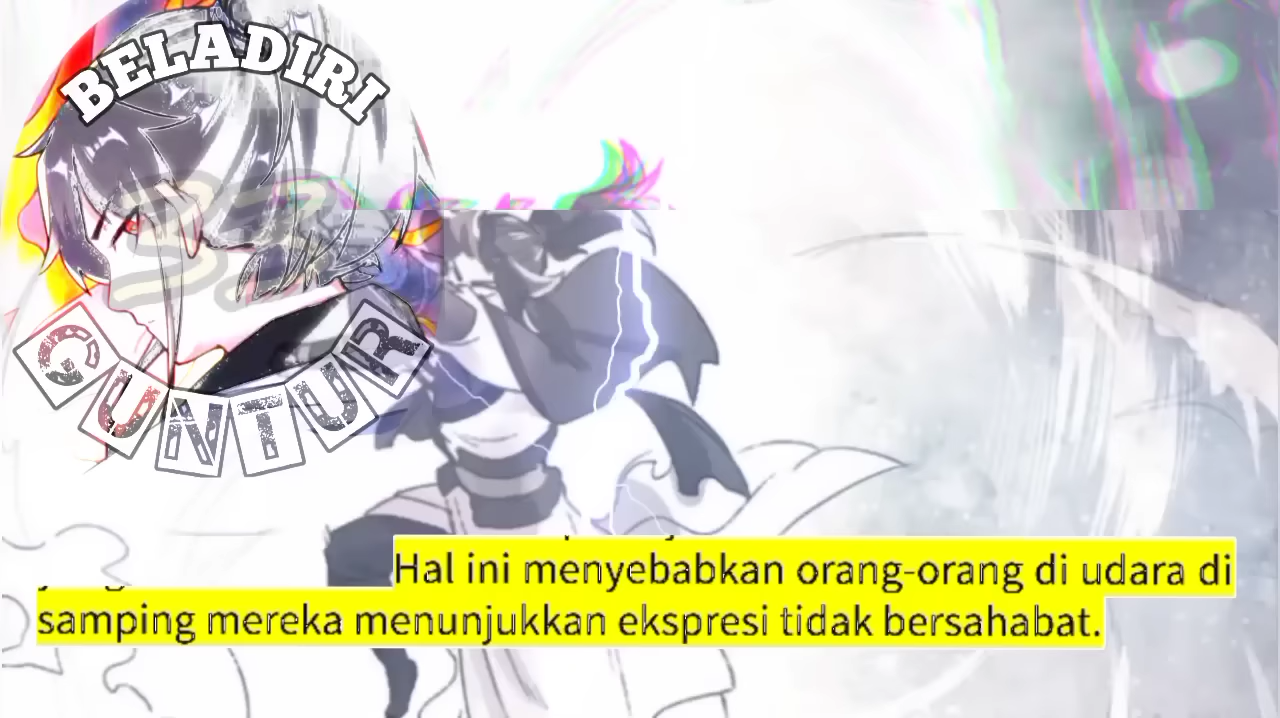 BELADIRI
GUNTUR
Hal ini menyebabkan orang-orang di udara di
samping mereka menunjukkan ekspresi tidak bersahabat.